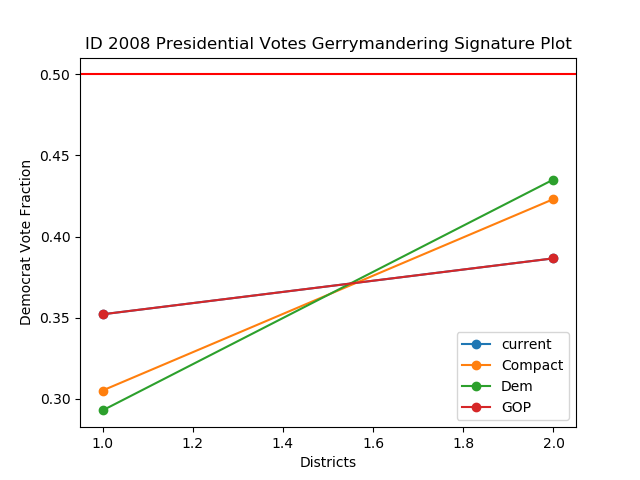 ID 2008 Presidential Votes Gerrymandering Signature Plot
0.50
0.45
0.40
0.35
0.30
Democrat Vote Fraction
1.0 1.2 1.4 1.6 1.8 2.0
Districts
current
Compact
Dem
GOP